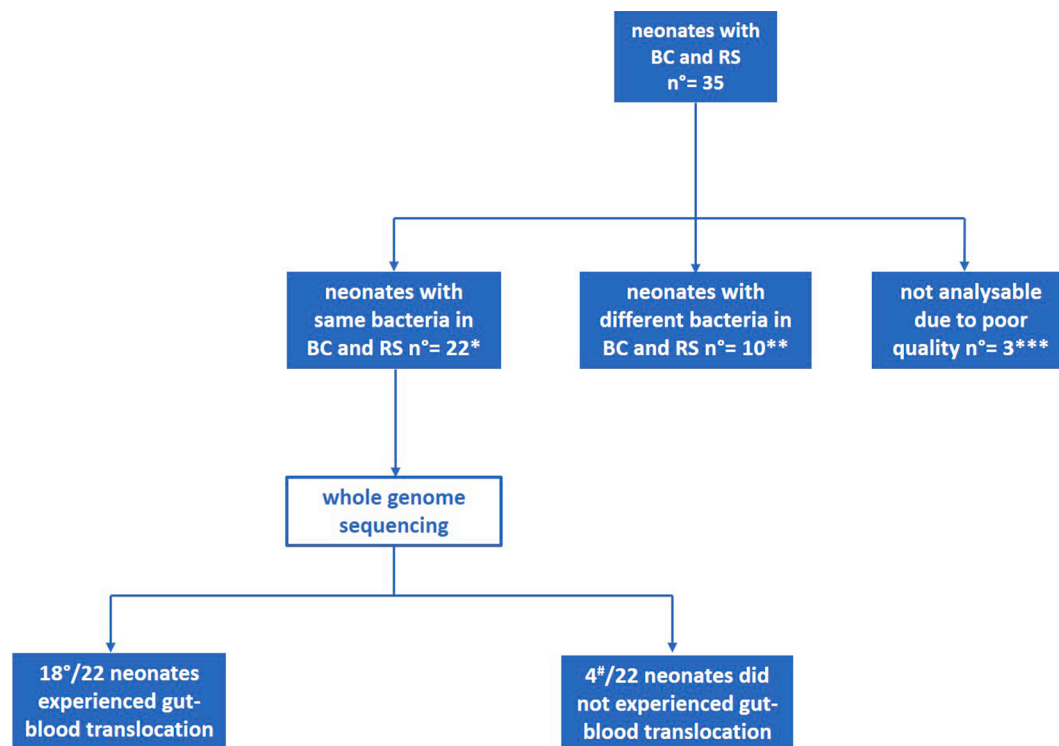 neonates with
BC and RS
n°= 35
neonates with
same bacteria in
BC and RS n°= 22*
neonates with
different bacteria in
BC and RS n°= 10**
not analysable
due to poor
quality n°= 3***
whole genome
sequencing
18°/22 neonates
experienced gut-
blood translocation
4#/22 neonates did
not experienced gut-
blood translocation